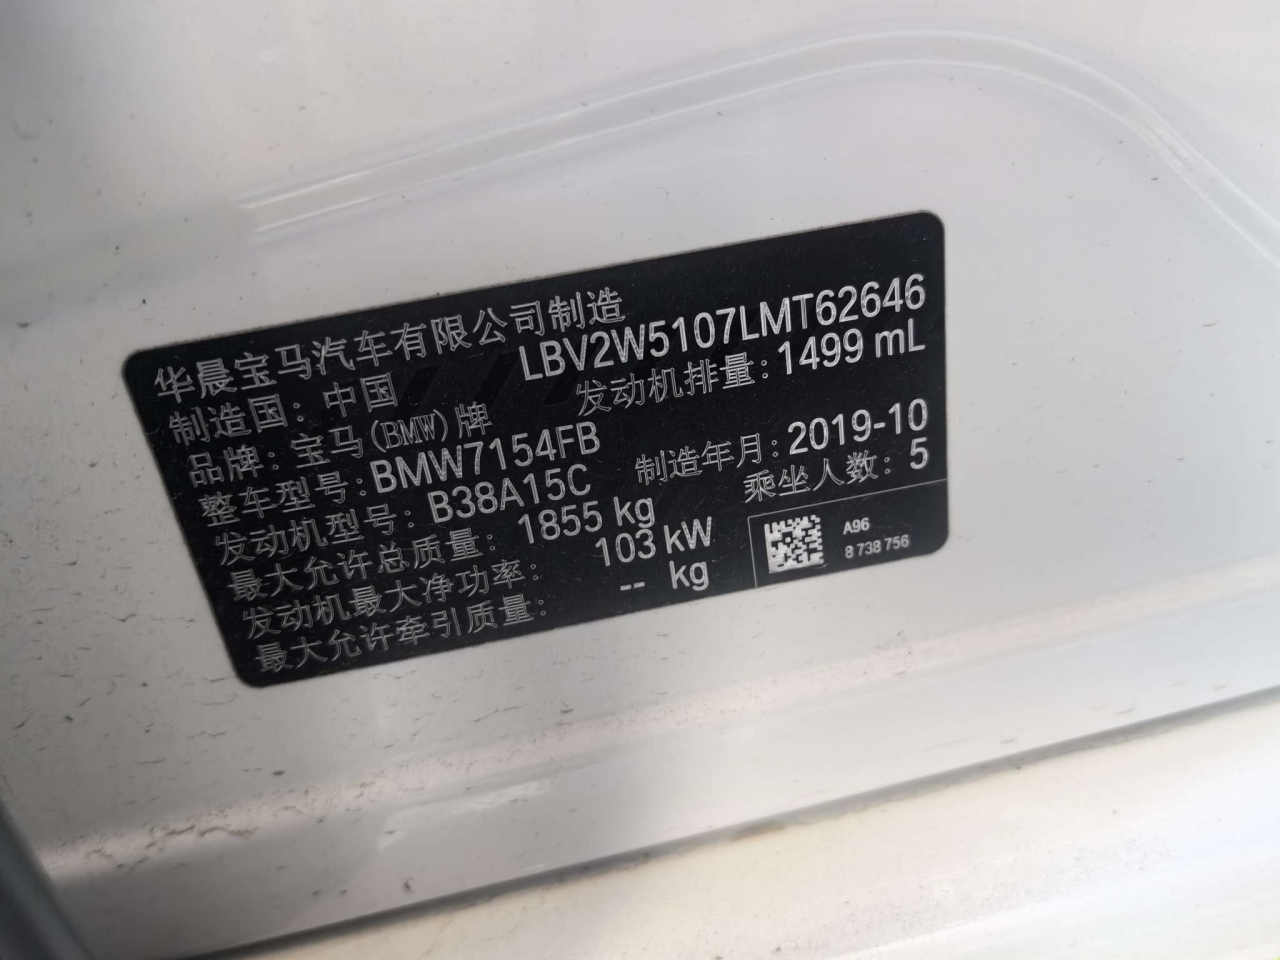 华晨宝马汽车有限公司制造
LBV2W5107LMT62646
制造国：中国
发动机排量：1499 mL
品牌：宝马(BMW)牌
整车型号：BMW7154FB
制造年月：2019-10
发动机型号：B38A15C
乘坐人数：5
最大允许总质量：1855 kg
发动机最大净功率：103 kW
最大允许牵引质量：-- kg
A96
8 738 756